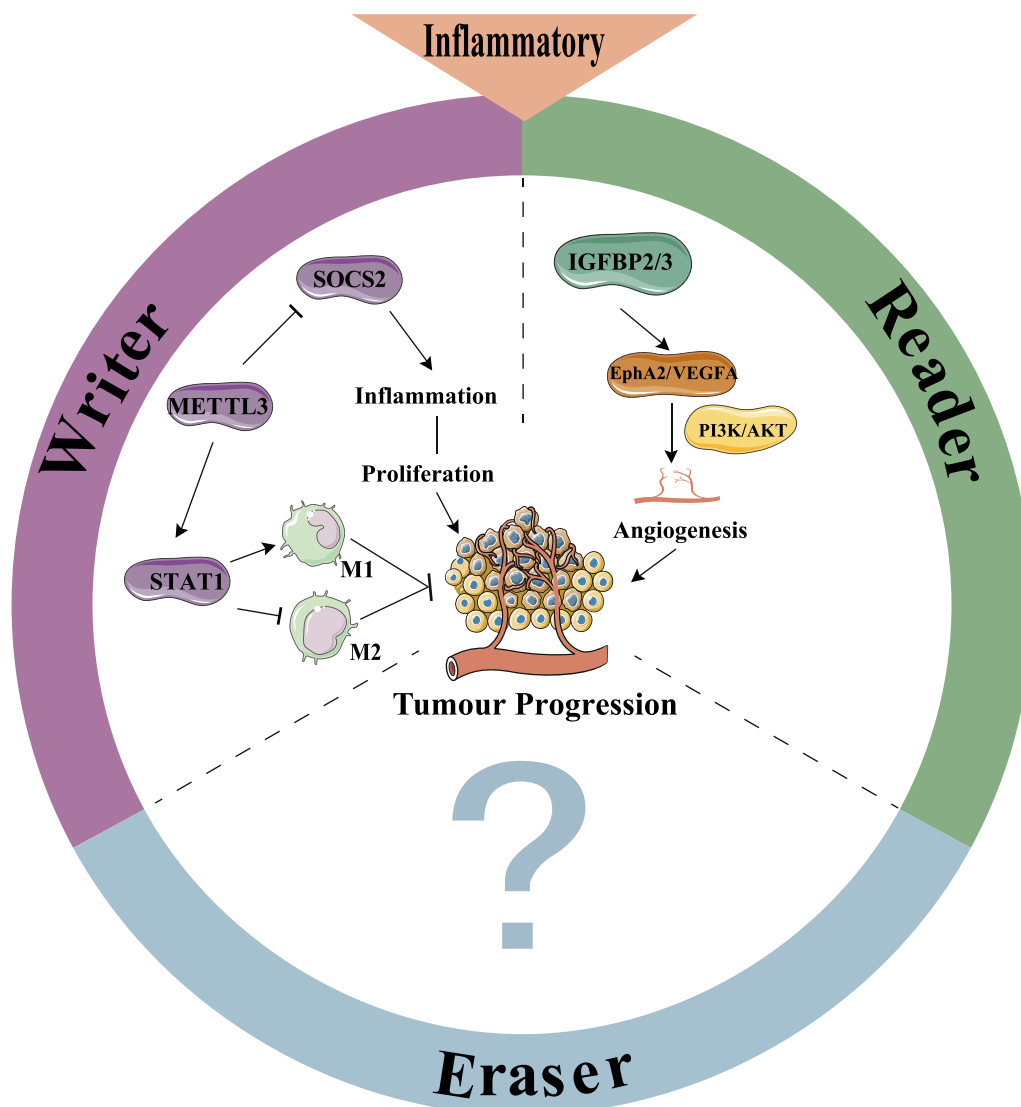 Inflammatory
Writer
Reader
SOCS2
METTL3
Inflammation
Proliferation
STAT1
M1
M2
IGFBP2/3
EphA2/VEGFA
PI3K/AKT
Angiogenesis
Tumour Progression
?
Eraser